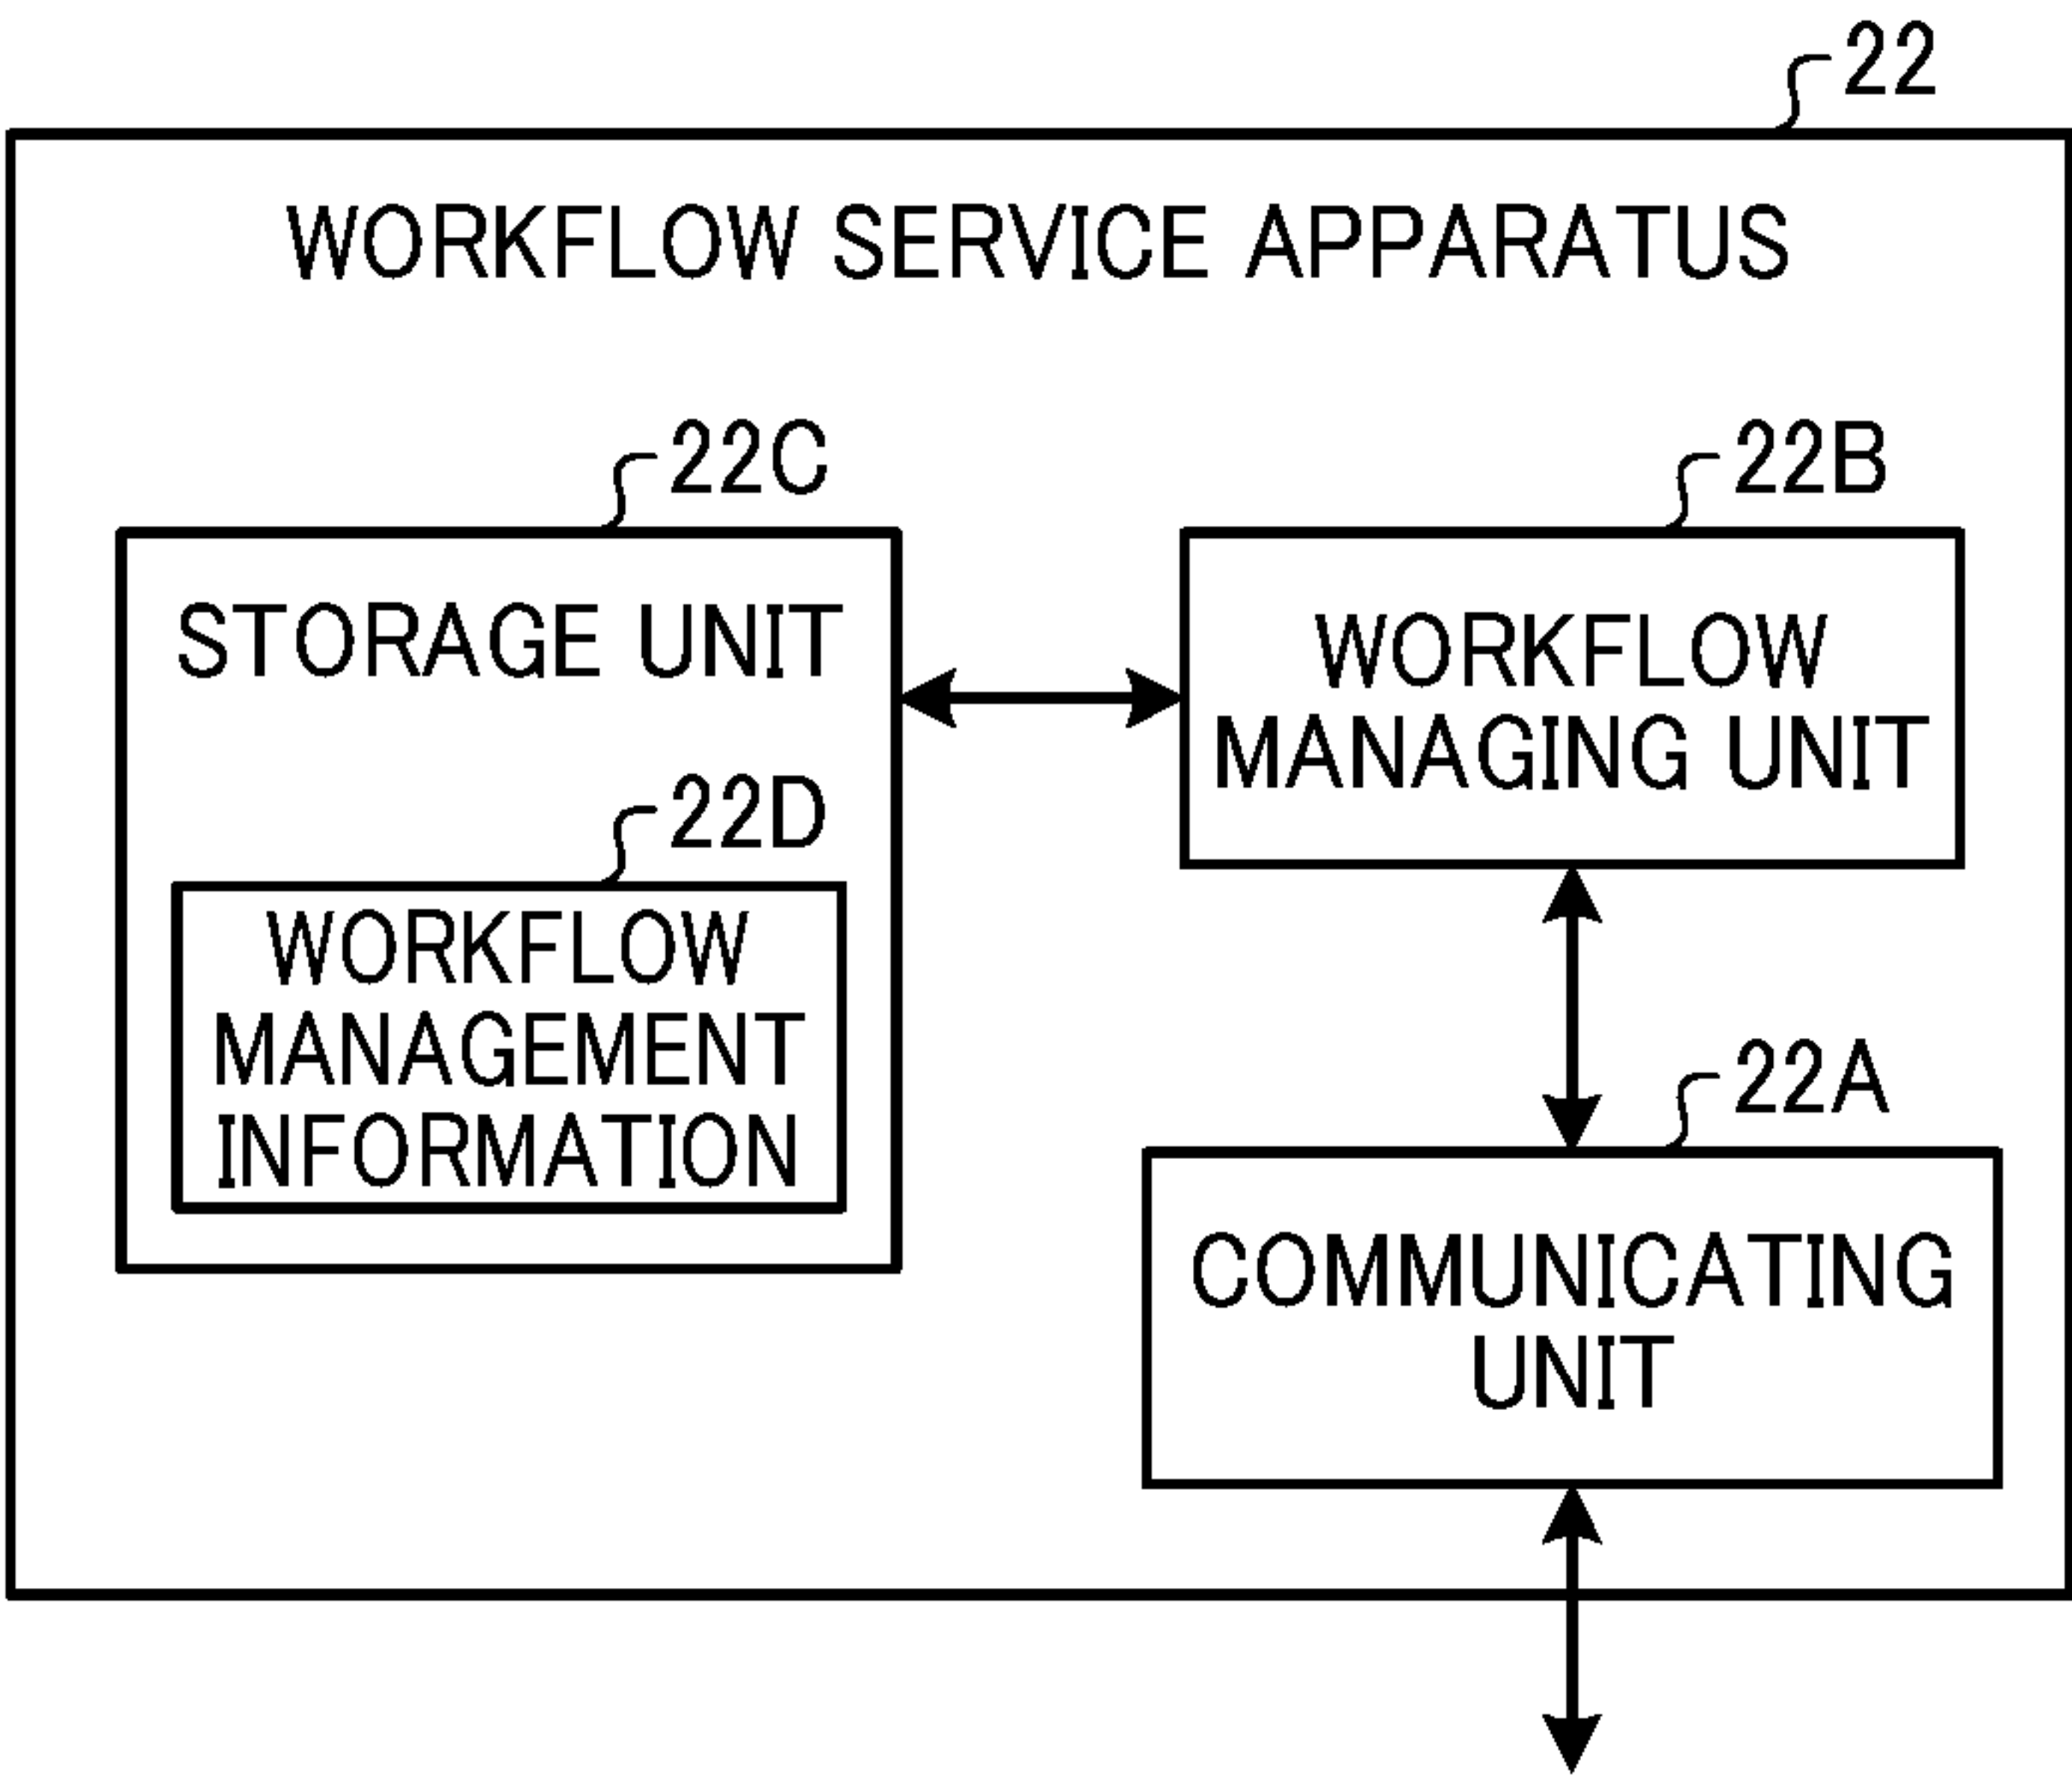 22
WORKFLOW SERVICE APPARATUS
22C
STORAGE UNIT
22D
WORKFLOW
MANAGEMENT
INFORMATION
22B
WORKFLOW
MANAGING UNIT
22A
COMMUNICATING
UNIT